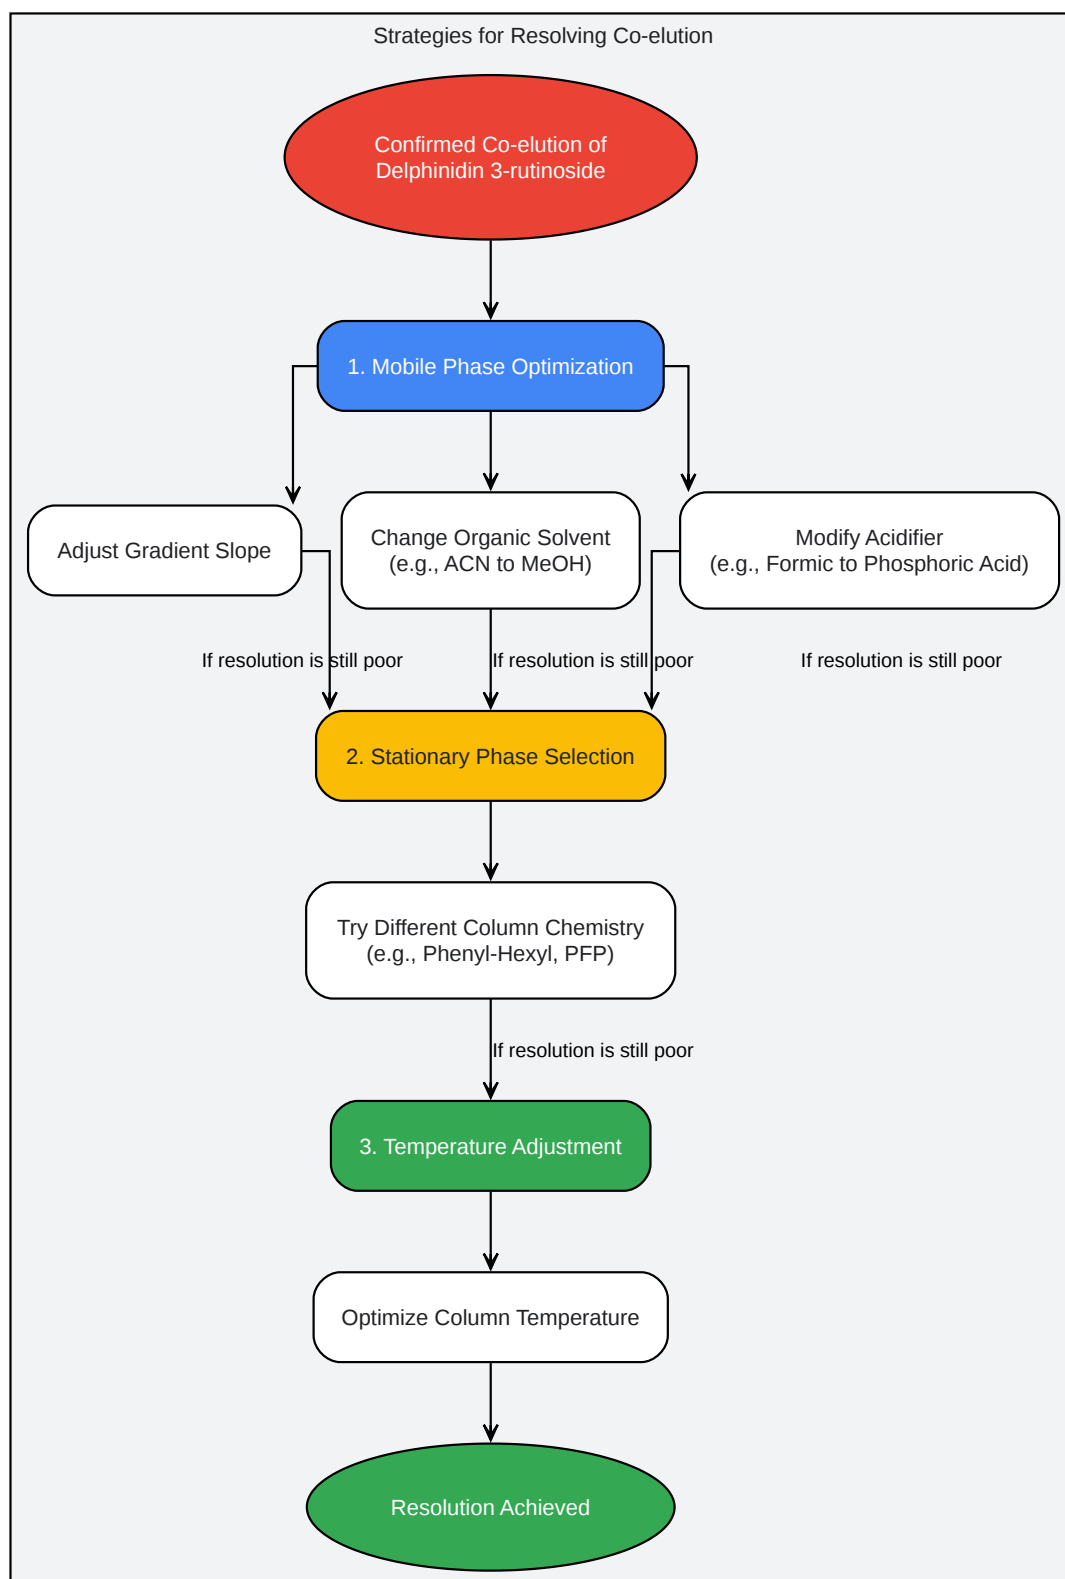 Strategies for Resolving Co-elution
Confirmed Co-elution of
Delphinidin 3-rutinoside
1. Mobile Phase Optimization
Adjust Gradient Slope
Change Organic Solvent
(e.g., ACN to MeOH)
Modify Acidifier
(e.g., Formic to Phosphoric Acid)
If resolution is still poor
If resolution is still poor
If resolution is still poor
2. Stationary Phase Selection
Try Different Column Chemistry
(e.g., Phenyl-Hexyl, PFP)
If resolution is still poor
3. Temperature Adjustment
Optimize Column Temperature
Resolution Achieved